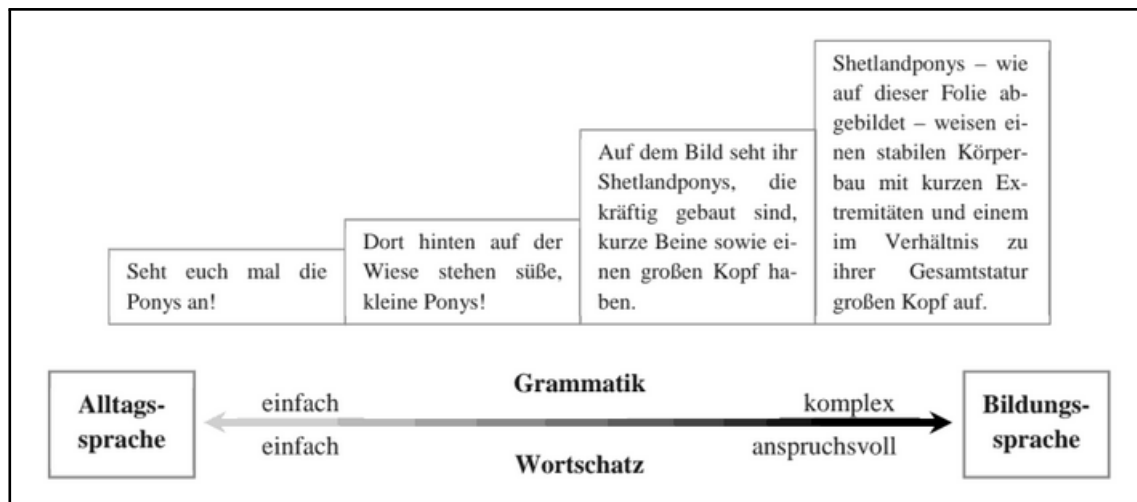 Seht euch mal die
Ponys an!
Dort hinten auf der
Wiese stehen süße,
kleine Ponys!
Auf dem Bild seht ihr
Shetlandponys, die
kräftig gebaut sind,
kurze Beine sowie ei-
nen großen Kopf ha-
ben.
Shetlandponys – wie
auf dieser Folie ab-
gebildet – weisen ei-
nen stabilen Körper-
bau mit kurzen Ex-
tremitäten und einem
im Verhältnis zu
ihrer Gesamtstatur
großen Kopf auf.
Alltags-
sprache
Grammatik
einfach komplex
einfach anspruchsvoll
Wortschatz
Bildungs-
sprache